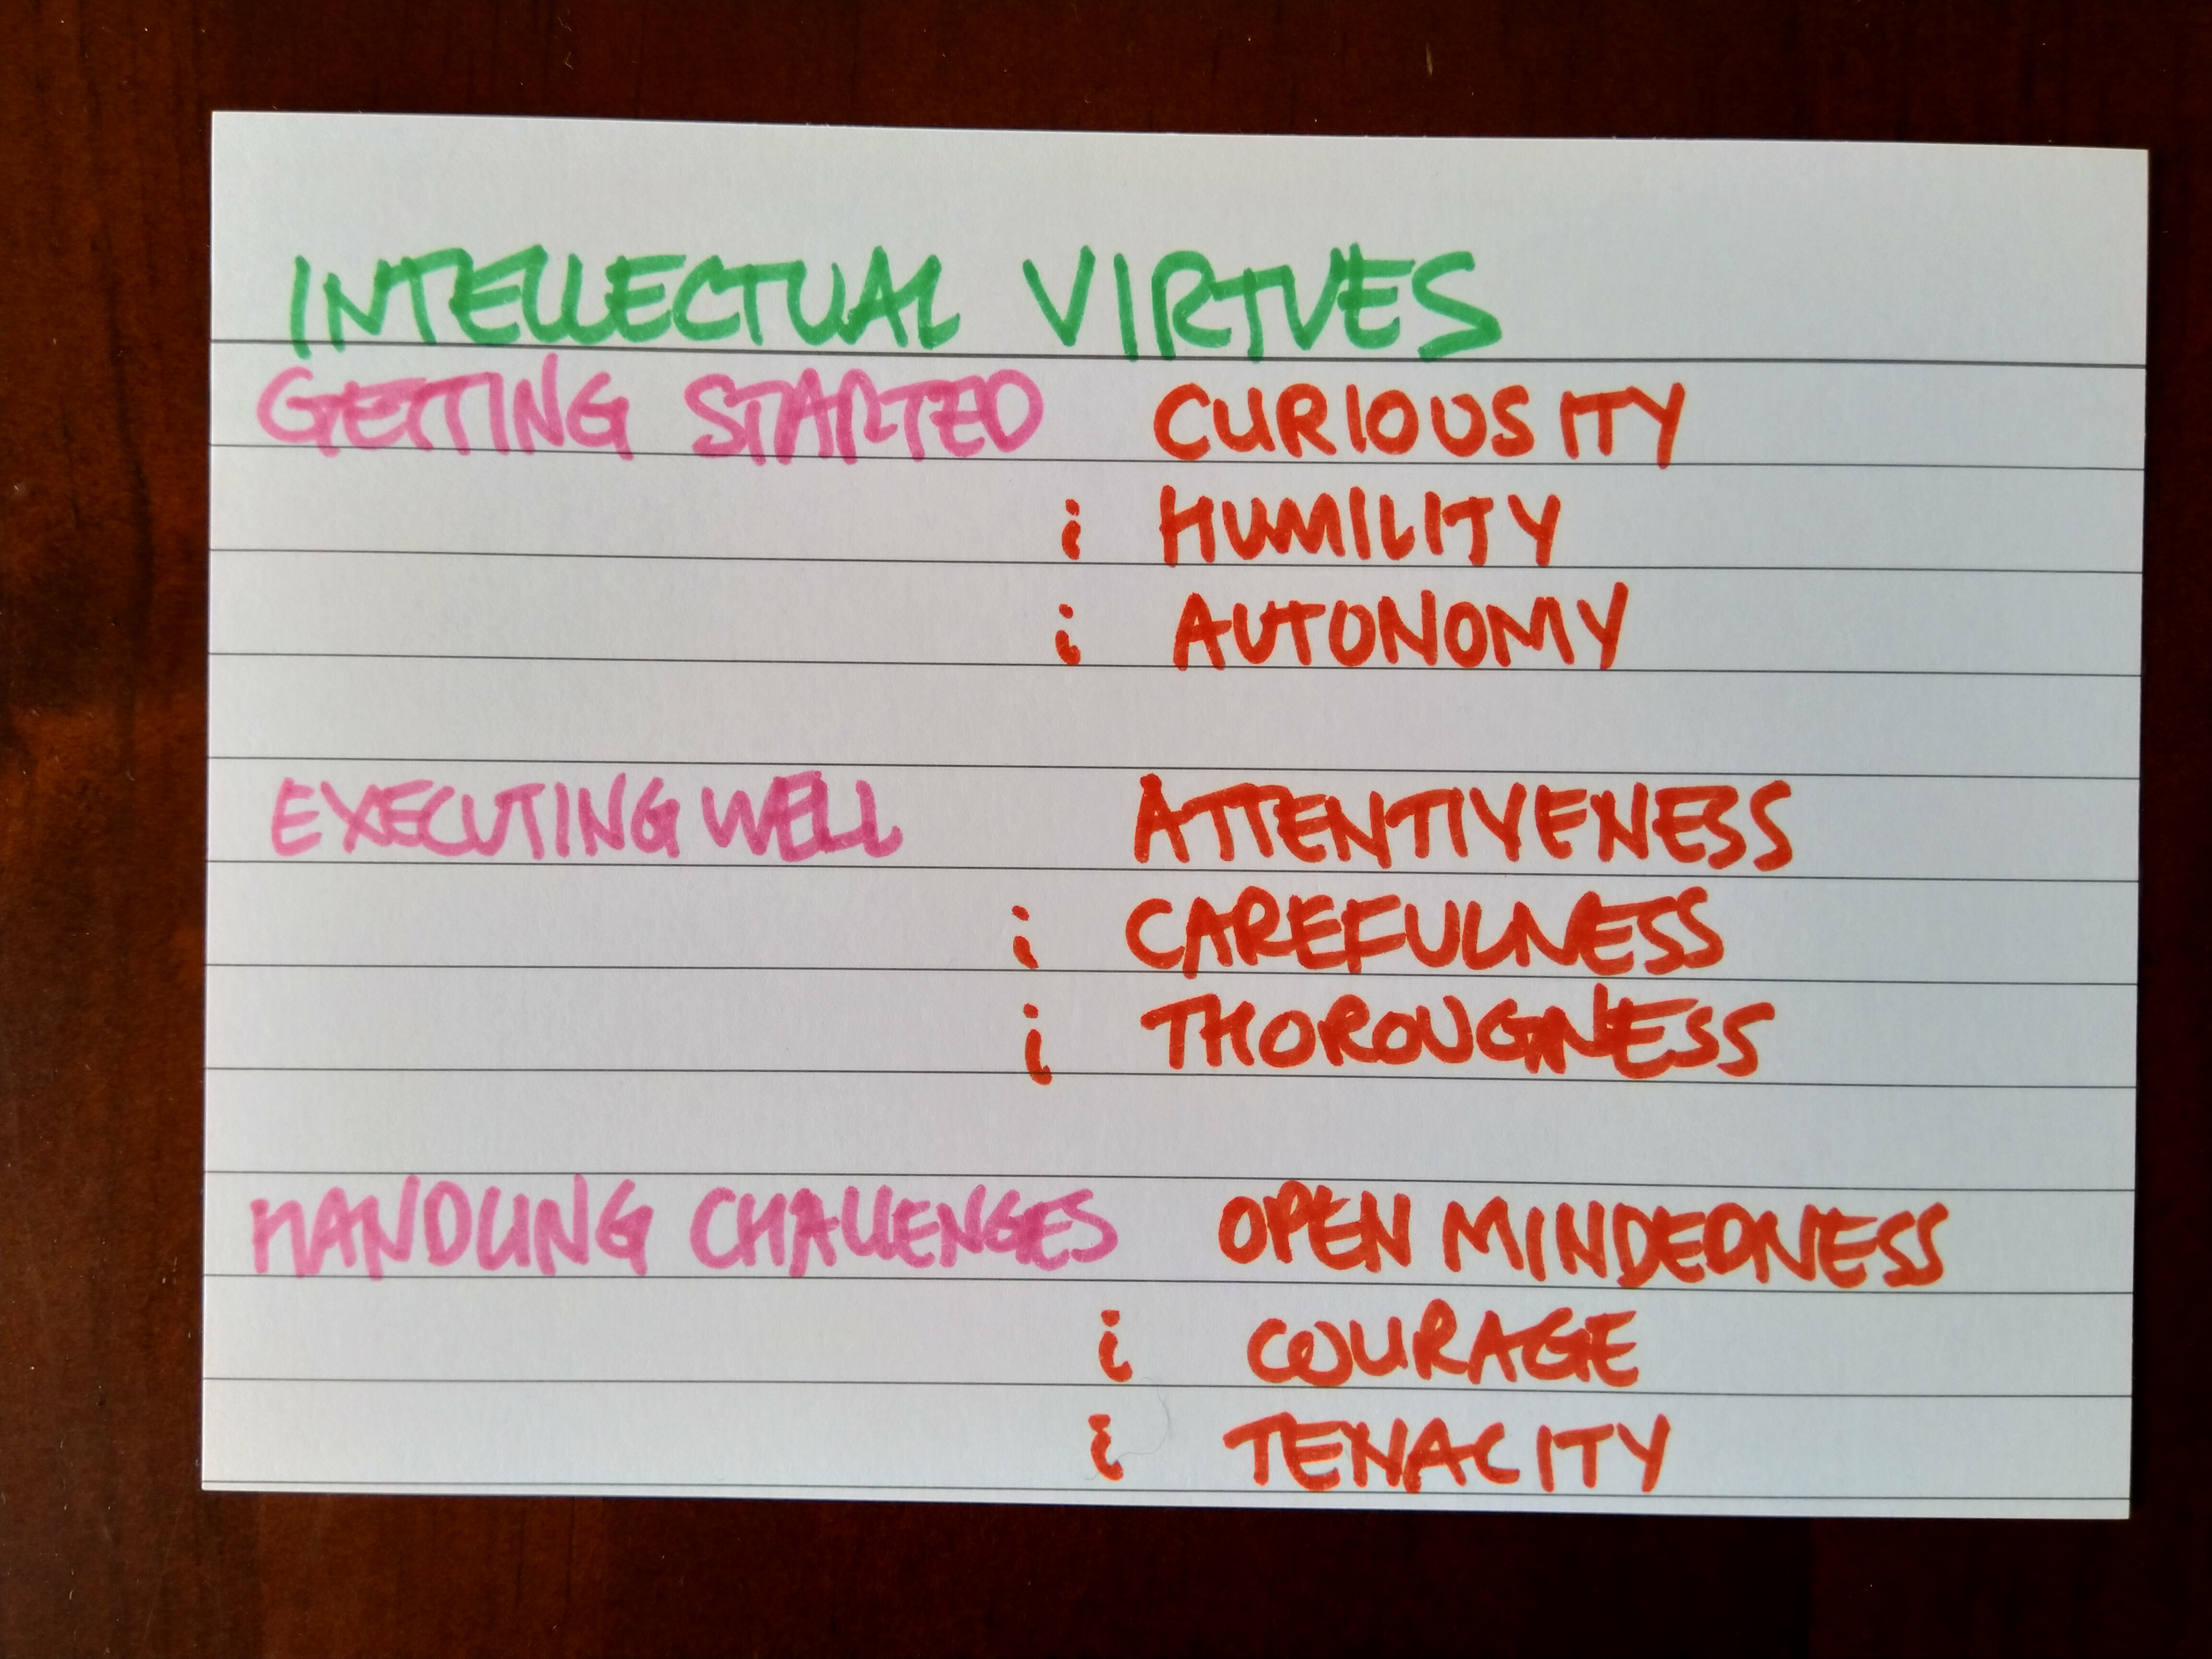 INTELLECTUAL VIRTUES
GETTING STARTED CURIOUSITY
i HUMILITY
i AUTONOMY
EXECUTING WELL ATTENTIVENESS
i CAREFULNESS
i THOROUGNESS
HANDLING CHALLENGES OPEN MINDEDNESS
i COURAGE
i TENACITY